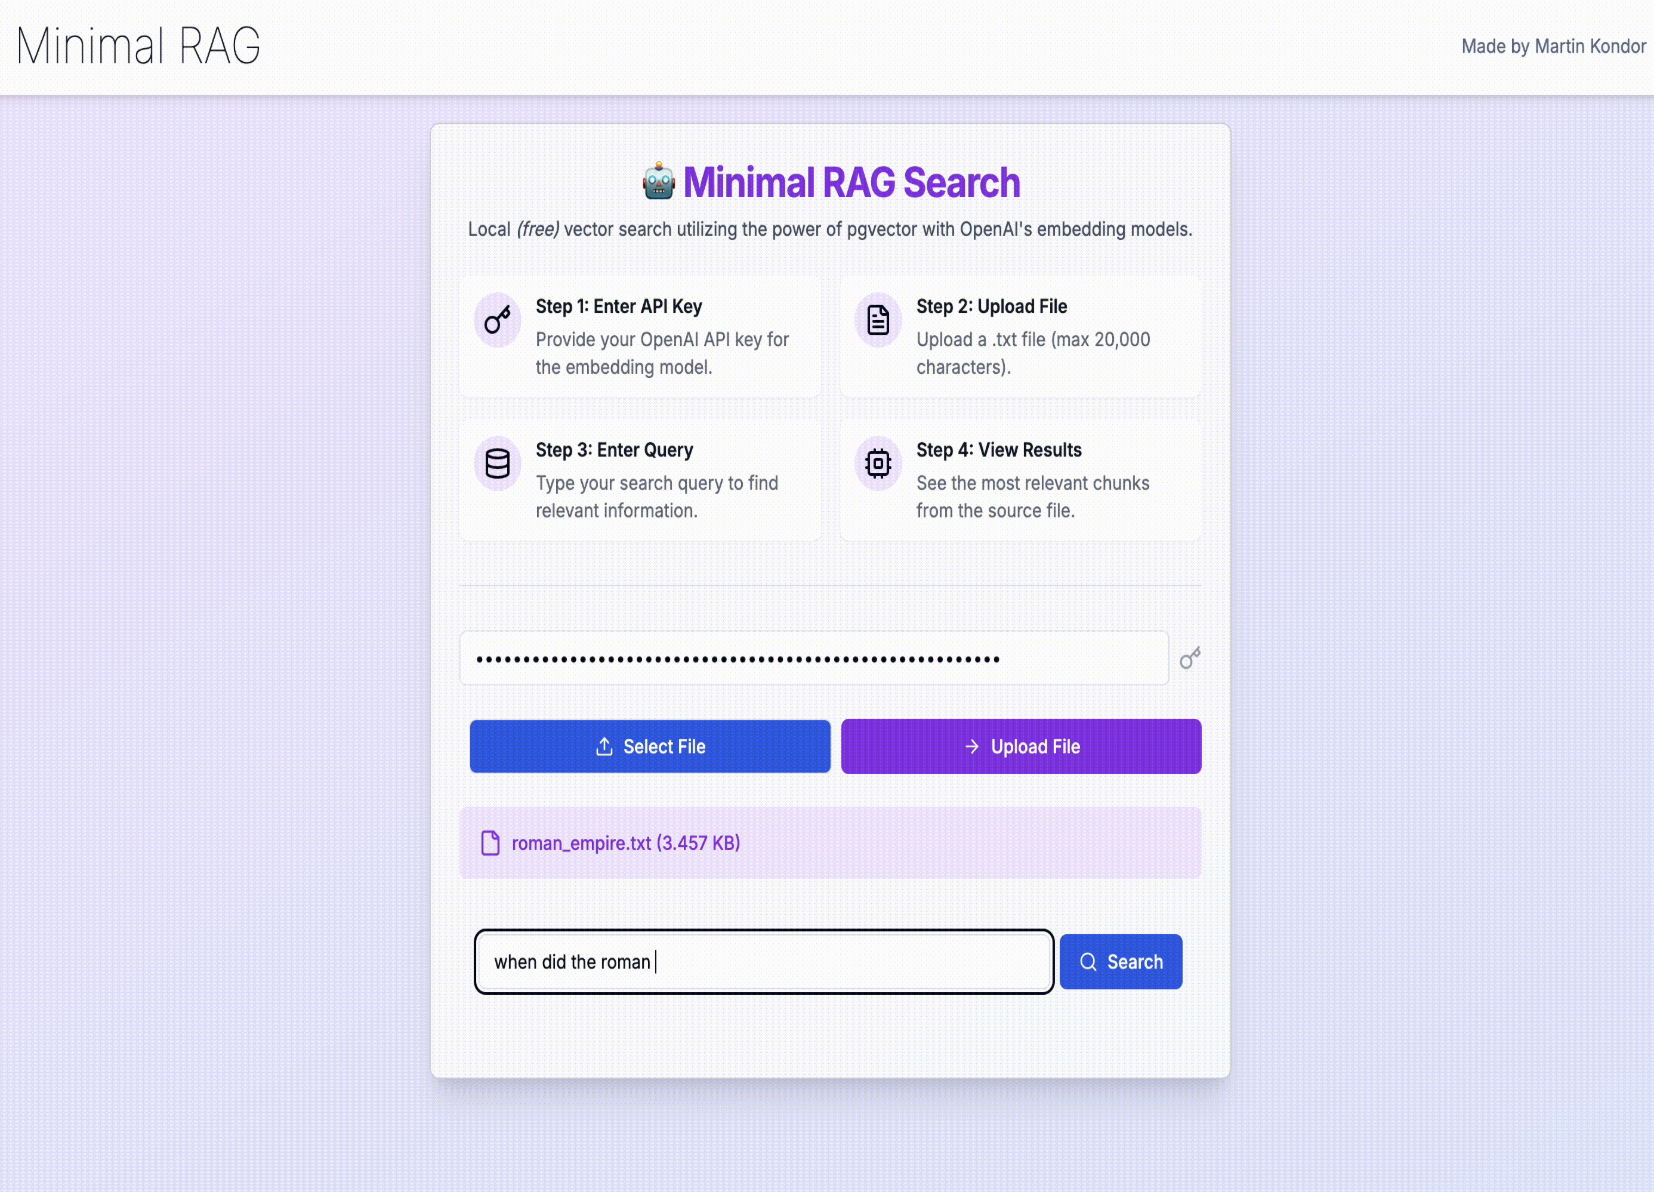 Minimal RAG
Made by Martin Kondor
🤖 Minimal RAG Search
Local (free) vector search utilizing the power of pgvector with OpenAI's embedding models.
Step 1: Enter API Key
Provide your OpenAI API key for
the embedding model.
Step 2: Upload File
Upload a .txt file (max 20,000
characters).
Step 3: Enter Query
Type your search query to find
relevant information.
Step 4: View Results
See the most relevant chunks
from the source file.
Select File
Upload File
roman_empire.txt (3.457 KB)
when did the roman
Search